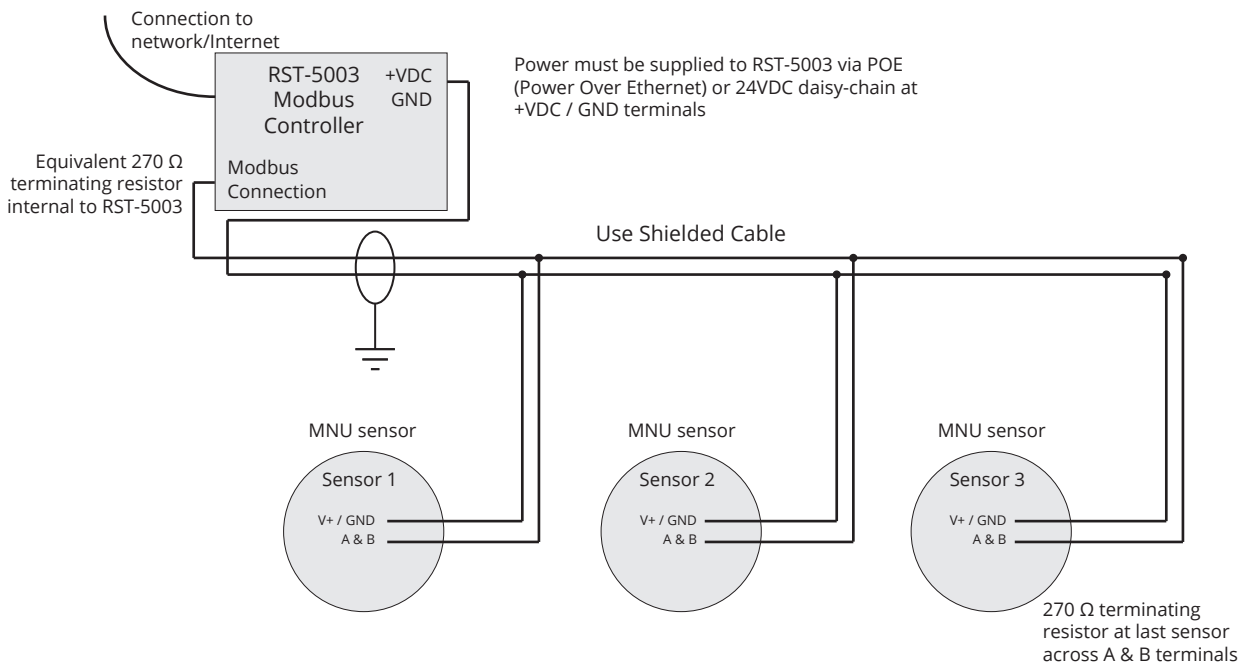 Connection to
network/Internet
RST-5003
Modbus
Controller
+VDC
GND
Power must be supplied to RST-5003 via POE
(Power Over Ethernet) or 24VDC daisy-chain at
+VDC / GND terminals
Equivalent 270 Ω
terminating resistor
internal to RST-5003
Modbus
Connection
Use Shielded Cable
MNU sensor
Sensor 1
V+ / GND
A & B
MNU sensor
Sensor 2
V+ / GND
A & B
MNU sensor
Sensor 3
V+ / GND
A & B
270 Ω terminating
resistor at last sensor
across A & B terminals